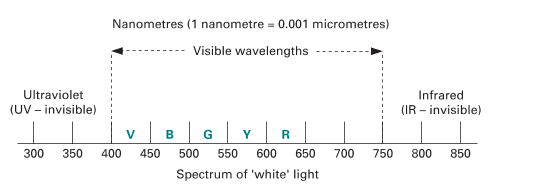 Nanometres (1 nanometre = 0.001 micrometres)
Visible wavelengths
Ultraviolet
(UV – invisible)
Infrared
(IR – invisible)
V B G Y R
300 350 400 450 500 550 600 650 700 750 800 850
Spectrum of 'white' light